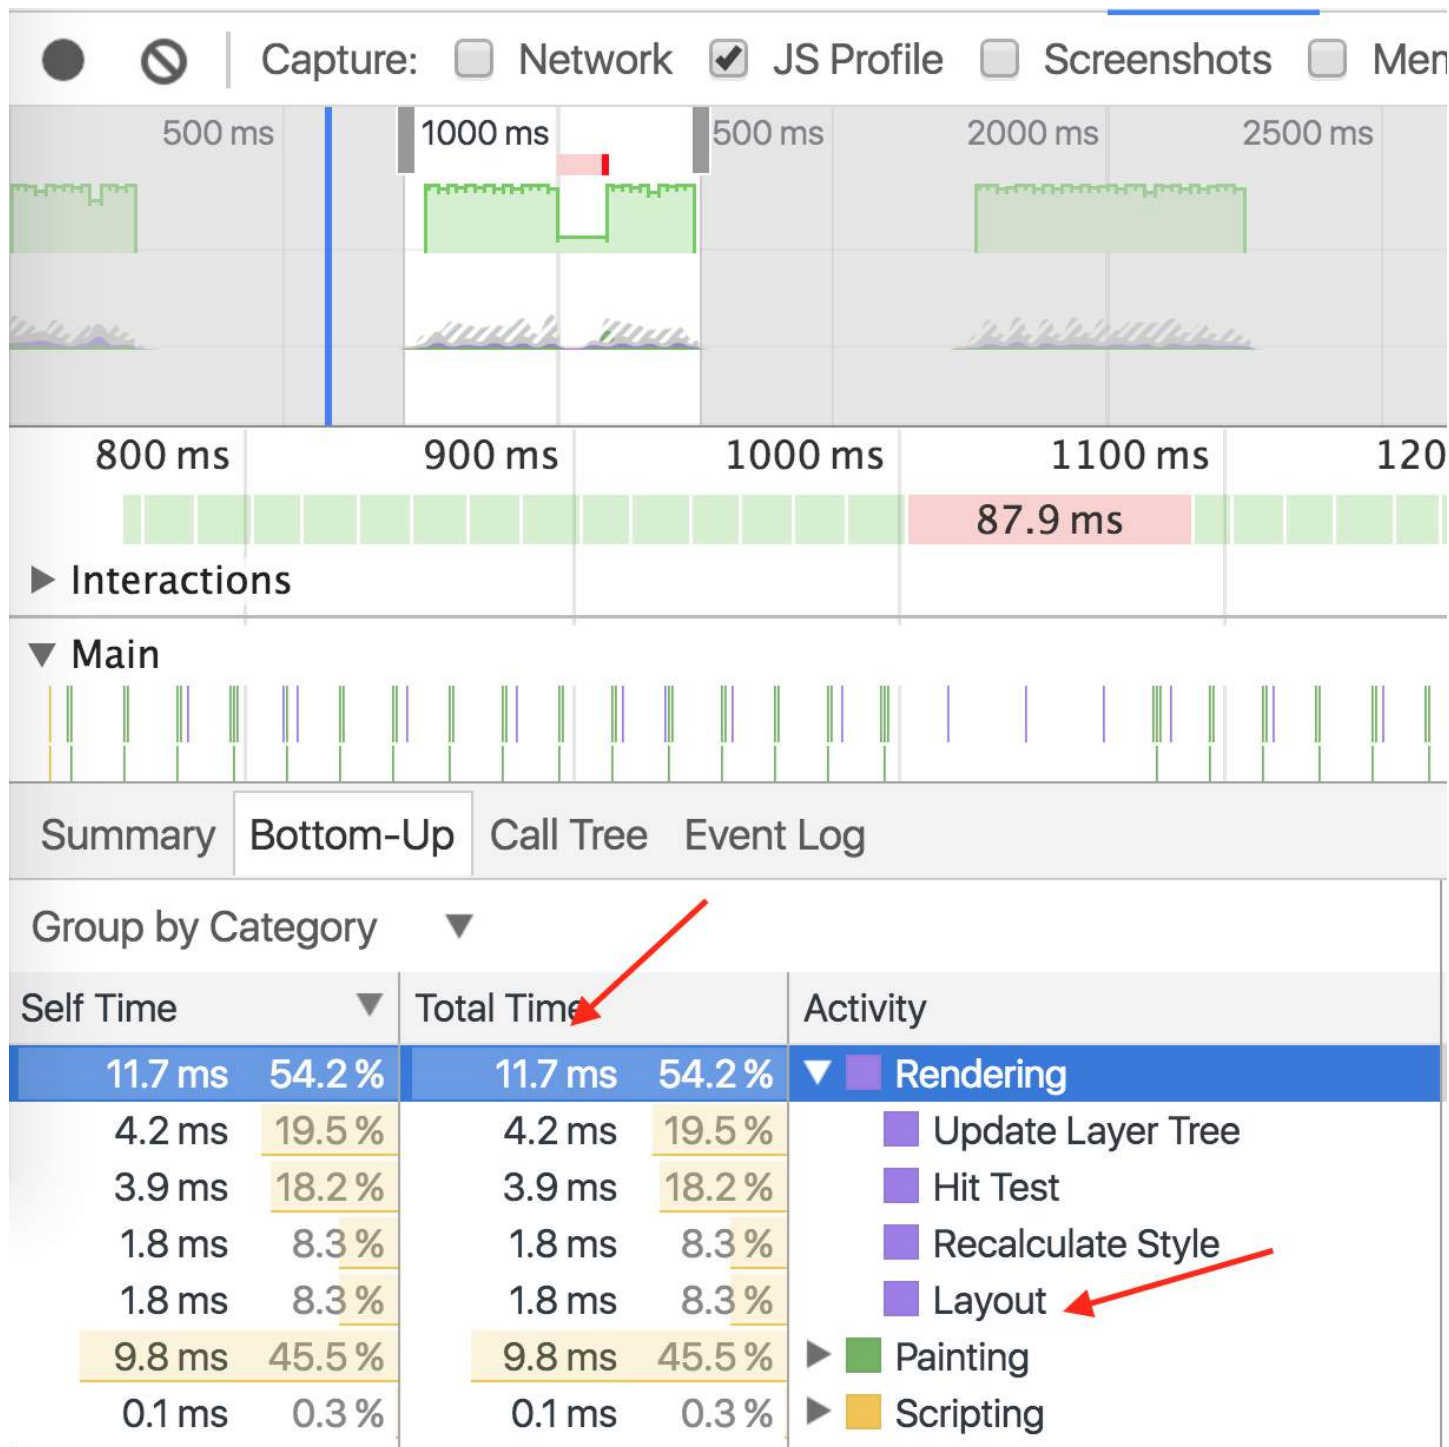 Capture: Network JS Profile Screenshots Mem
500 ms 1000 ms 500 ms 2000 ms 2500 ms
800 ms 900 ms 1000 ms 1100 ms 120
87.9 ms
Interactions
Main
Summary Bottom-Up Call Tree Event Log
Group by Category
Self Time Total Time Activity
11.7 ms 54.2 % 11.7 ms 54.2 % Rendering
4.2 ms 19.5 % 4.2 ms 19.5 % Update Layer Tree
3.9 ms 18.2 % 3.9 ms 18.2 % Hit Test
1.8 ms 8.3 % 1.8 ms 8.3 % Recalculate Style
1.8 ms 8.3 % 1.8 ms 8.3 % Layout
9.8 ms 45.5 % 9.8 ms 45.5 % Painting
0.1 ms 0.3 % 0.1 ms 0.3 % Scripting